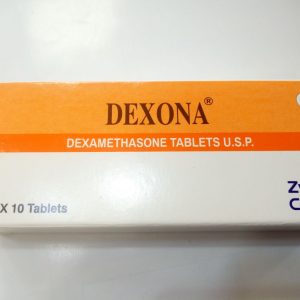 DEXONA®
DEXAMETHASONE TABLETS U.S.P.
X 10 Tablets